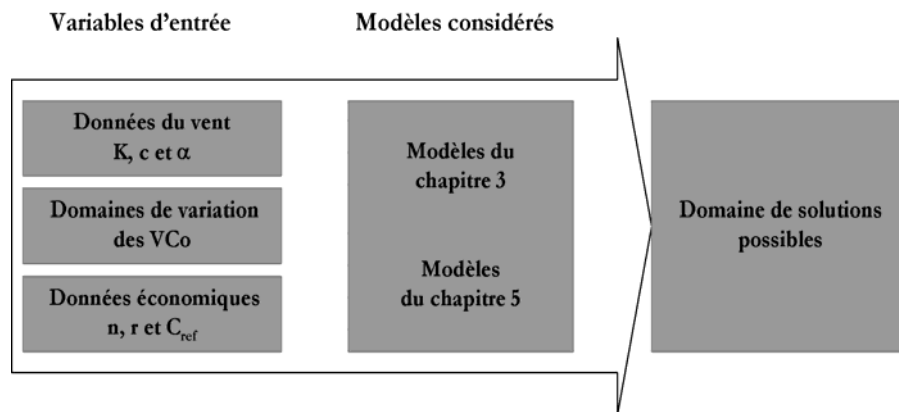 Variables d'entrée
Modèles considérés
Données du vent
K, c et α
Domaines de variation
des VCo
Données économiques
n, r et C_ref
Modèles du
chapitre 3
Modèles
du chapitre 5
Domaine de solutions
possibles